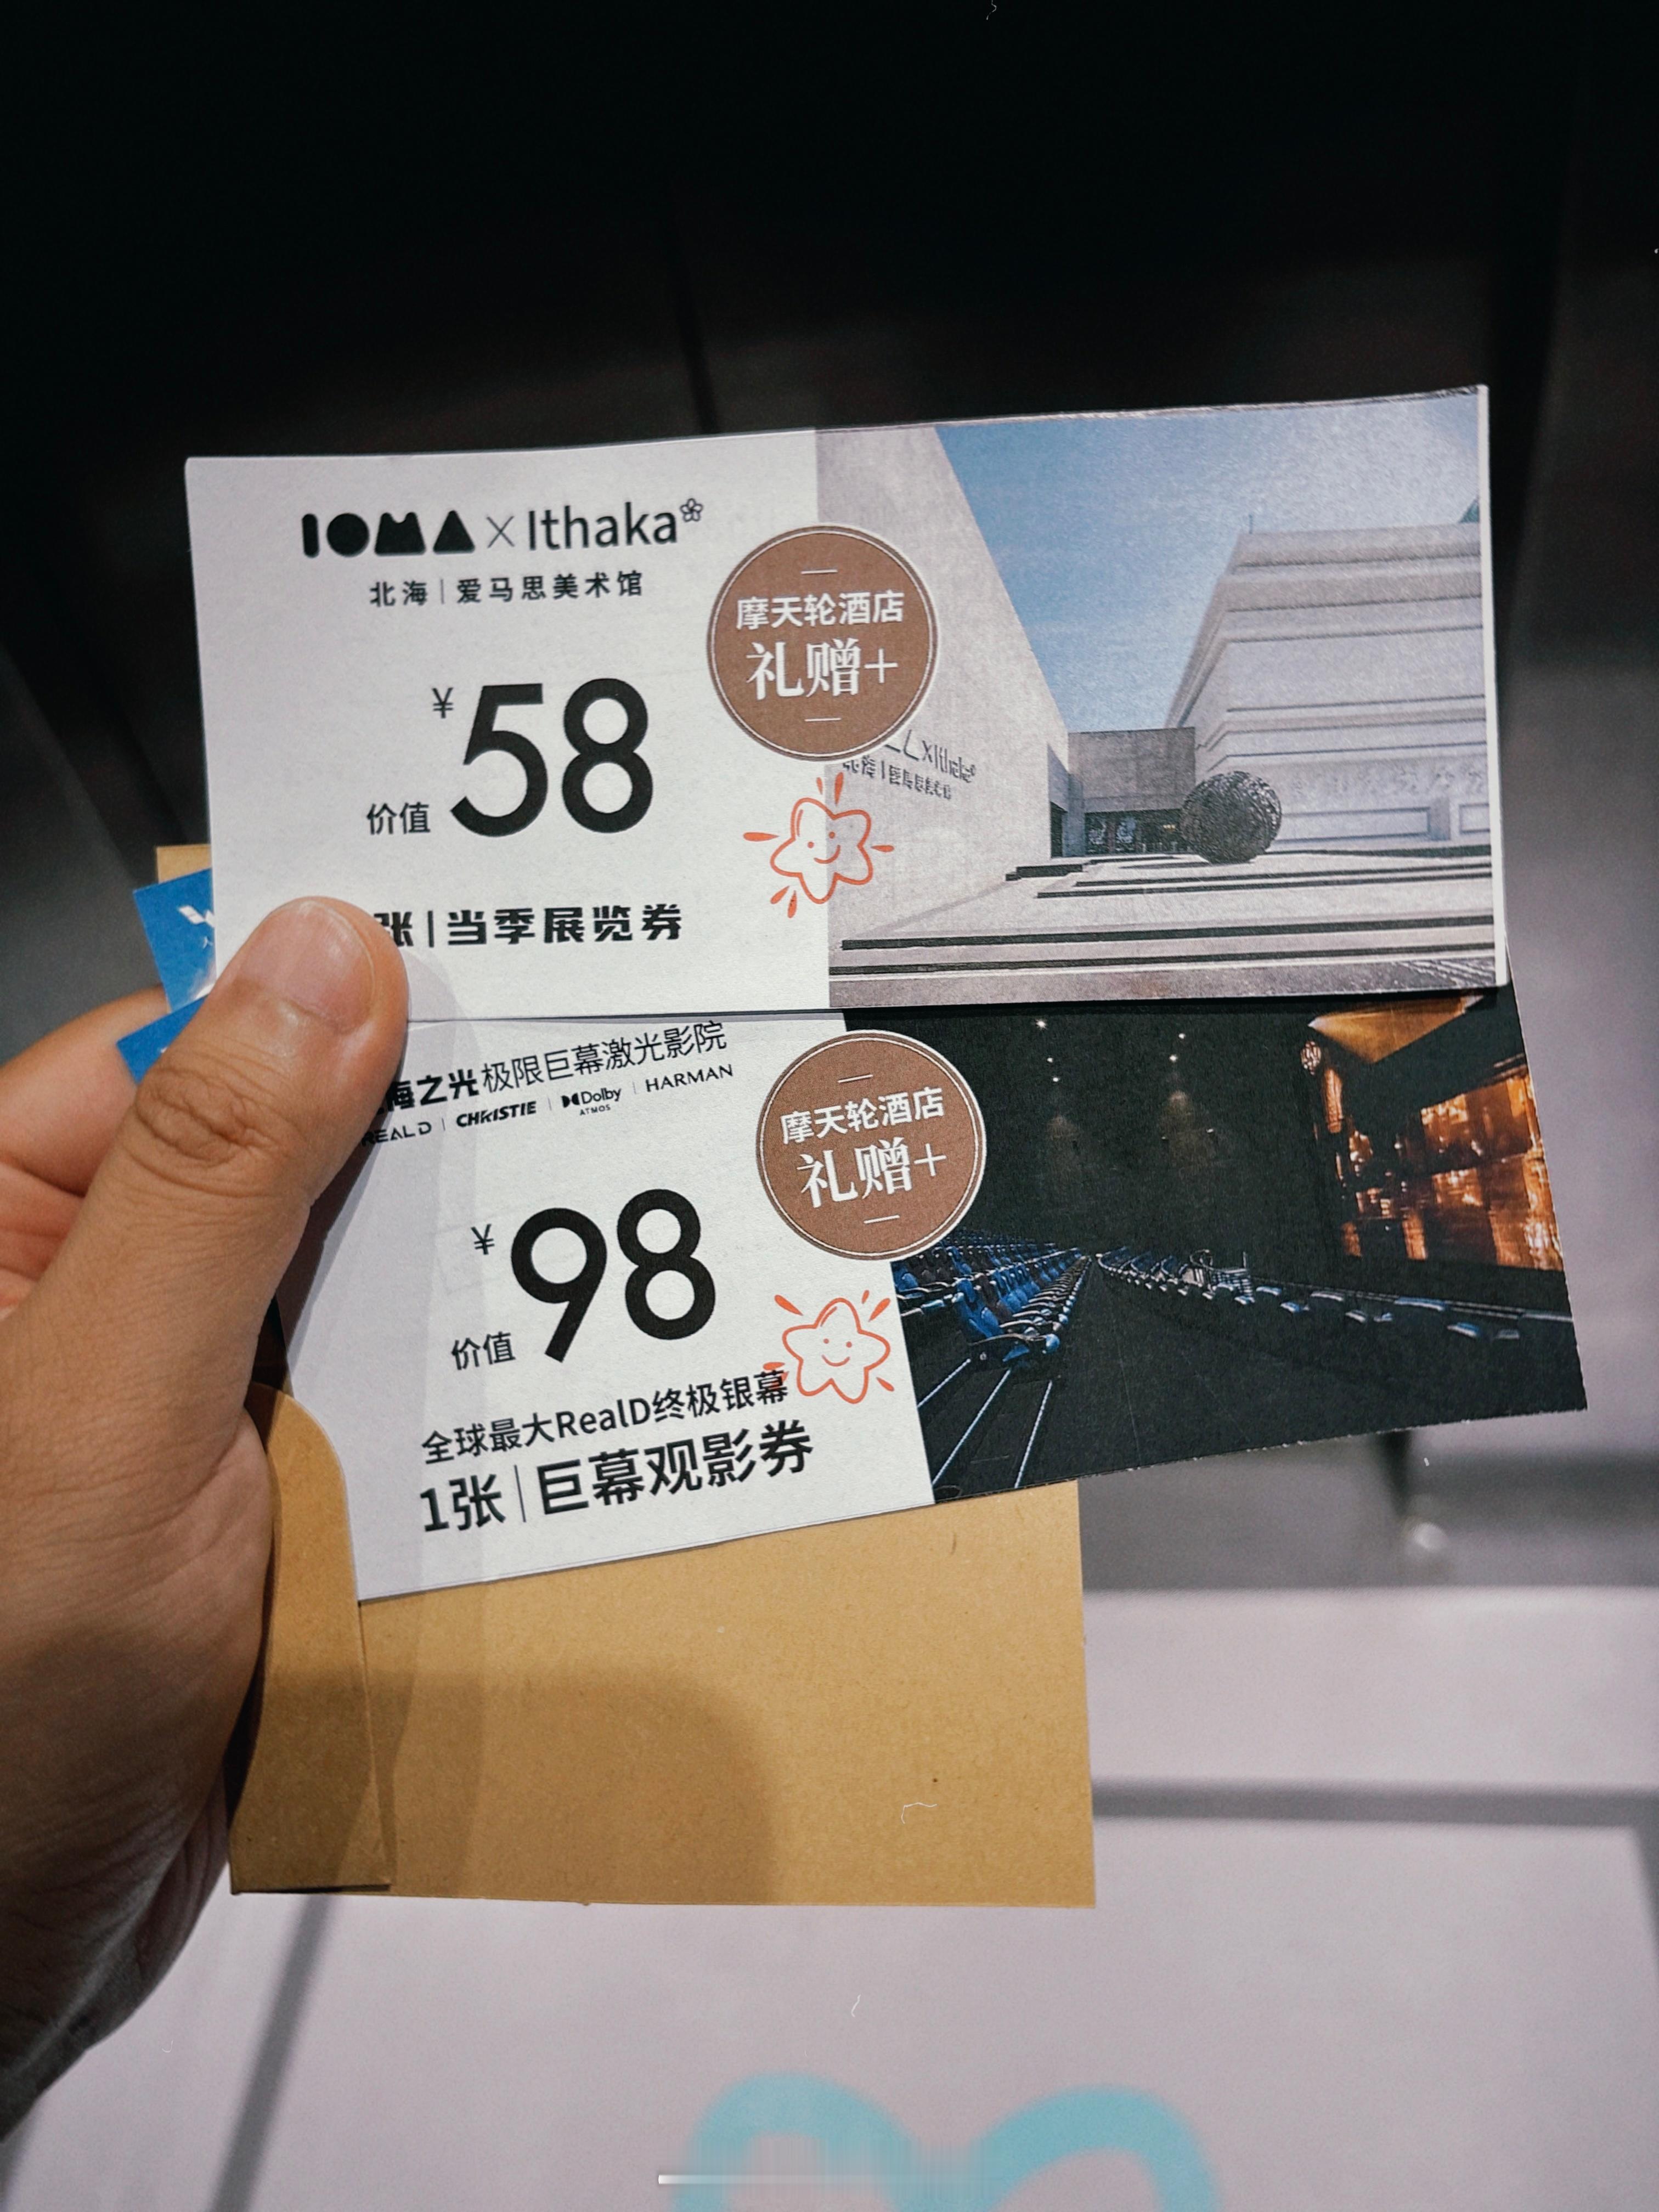 IOMA × Ithaka
北海 | 爱马思美术馆
摩天轮酒店
礼赠+
¥
58
价值
张 | 当季展览券
海之光极限巨幕激光影院
REALD | CHRISTIE | Dolby ATMOS | HARMAN
摩天轮酒店
礼赠+
¥
98
价值
全球最大RealD终极银幕
1张 | 巨幕观影券